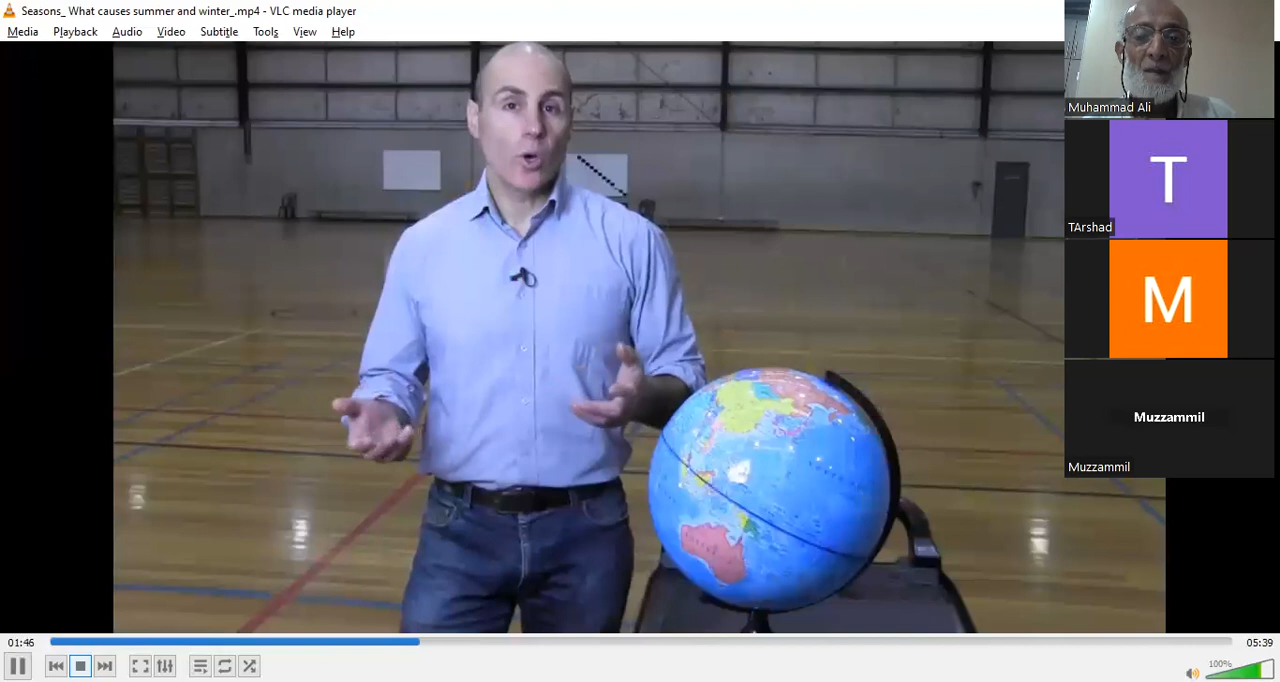 Seasons_ What causes summer and winter_.mp4 - VLC media player
Media Playback Audio Video Subtitle Tools View Help
Muhammad Ali
T
TArshad
M
Muzzammil
Muzzammil
01:46
05:39
100%